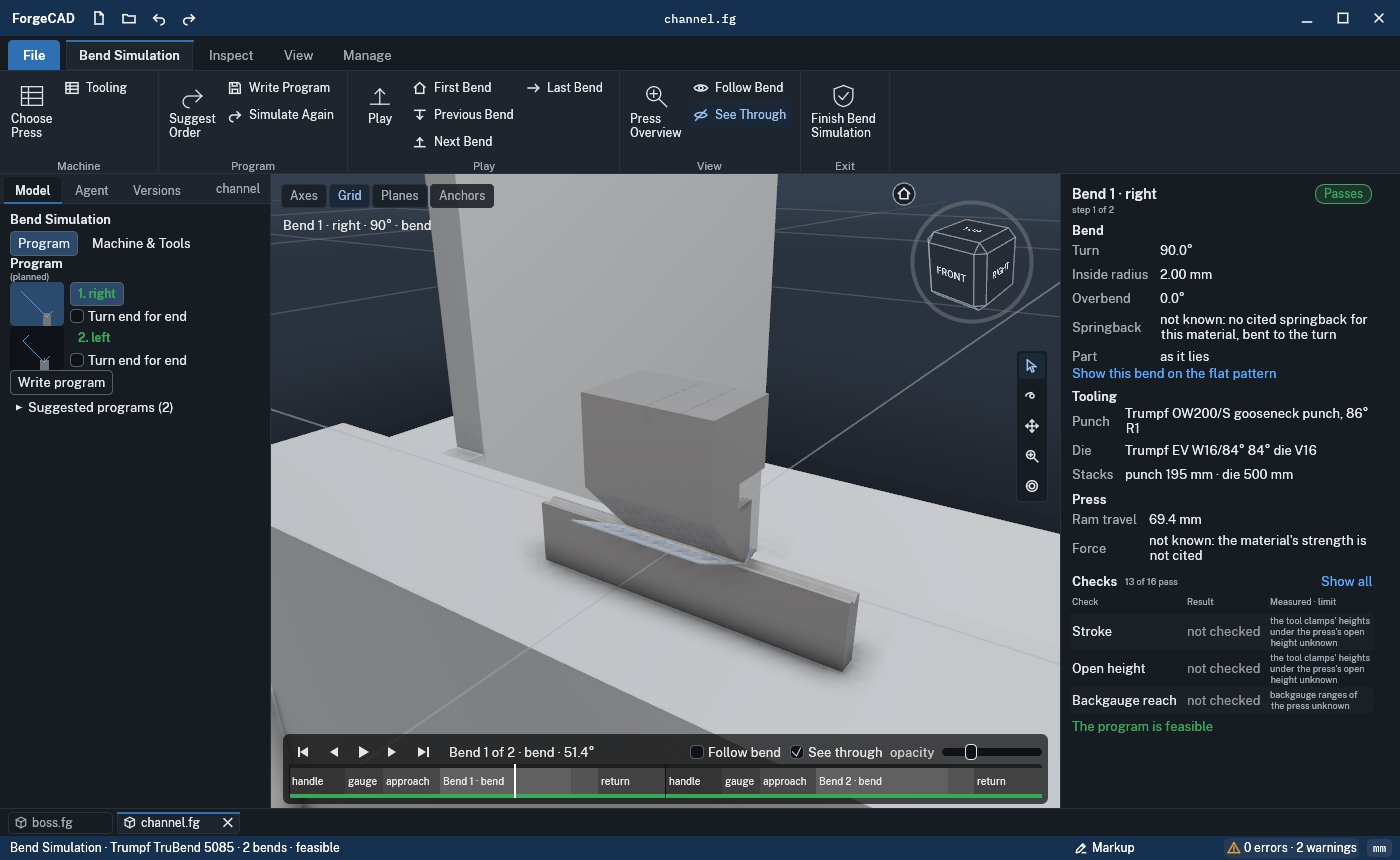 ForgeCAD
channel.fg
File
Bend Simulation
Inspect
View
Manage
Choose Press
Tooling
Machine
Suggest Order
Write Program
Simulate Again
Program
Play
First Bend
Previous Bend
Next Bend
Last Bend
Play
Press Overview
Follow Bend
See Through
View
Finish Bend Simulation
Exit
Model
Agent
Versions
channel
Bend Simulation
Program
Machine & Tools
Program
(planned)
1. right
Turn end for end
2. left
Turn end for end
Write program
Suggested programs (2)
Axes
Grid
Planes
Anchors
Bend 1 · right · 90° · bend
FRONT
RIGHT
Bend 1 of 2 · bend · 51.4°
Follow bend
See through
opacity
handle
gauge
approach
Bend 1 · bend
return
handle
gauge
approach
Bend 2 · bend
return
Bend 1 · right
Passes
step 1 of 2
Bend
Turn 90.0°
Inside radius 2.00 mm
Overbend 0.0°
Springback not known: no cited springback for
this material, bent to the turn
Part as it lies
Show this bend on the flat pattern
Tooling
Punch Trumpf OW200/S gooseneck punch, 86°
R1
Die Trumpf EV W16/84° 84° die V16
Stacks punch 195 mm · die 500 mm
Press
Ram travel 69.4 mm
Force not known: the material's strength is
not cited
Checks 13 of 16 pass Show all
Check Result Measured · limit
Stroke not checked the tool clamps' heights
under the press's open
height unknown
Open height not checked the tool clamps' heights
under the press's open
height unknown
Backgauge reach not checked backgauge ranges of
the press unknown
The program is feasible
boss.fg
channel.fg
Bend Simulation · Trumpf TruBend 5085 · 2 bends · feasible
Markup
0 errors · 2 warnings
mm